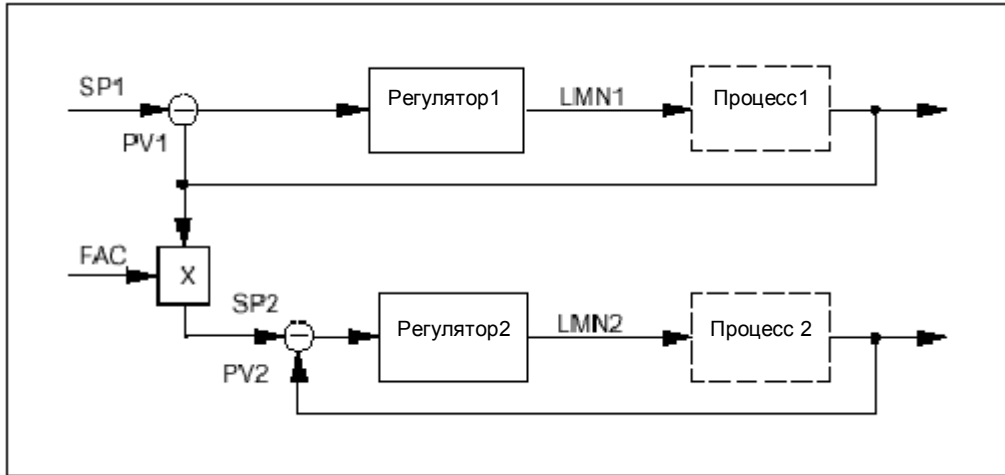 SP1
Регулятор1
LMN1
Процесс1
PV1
FAC
X
SP2
Регулятор2
LMN2
Процесс 2
PV2